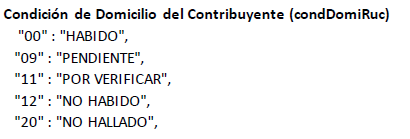 Condición de Domicilio del Contribuyente (condDomiRuc)
"00" : "HABIDO",
"09" : "PENDIENTE",
"11" : "POR VERIFICAR",
"12" : "NO HABIDO",
"20" : "NO HALLADO",